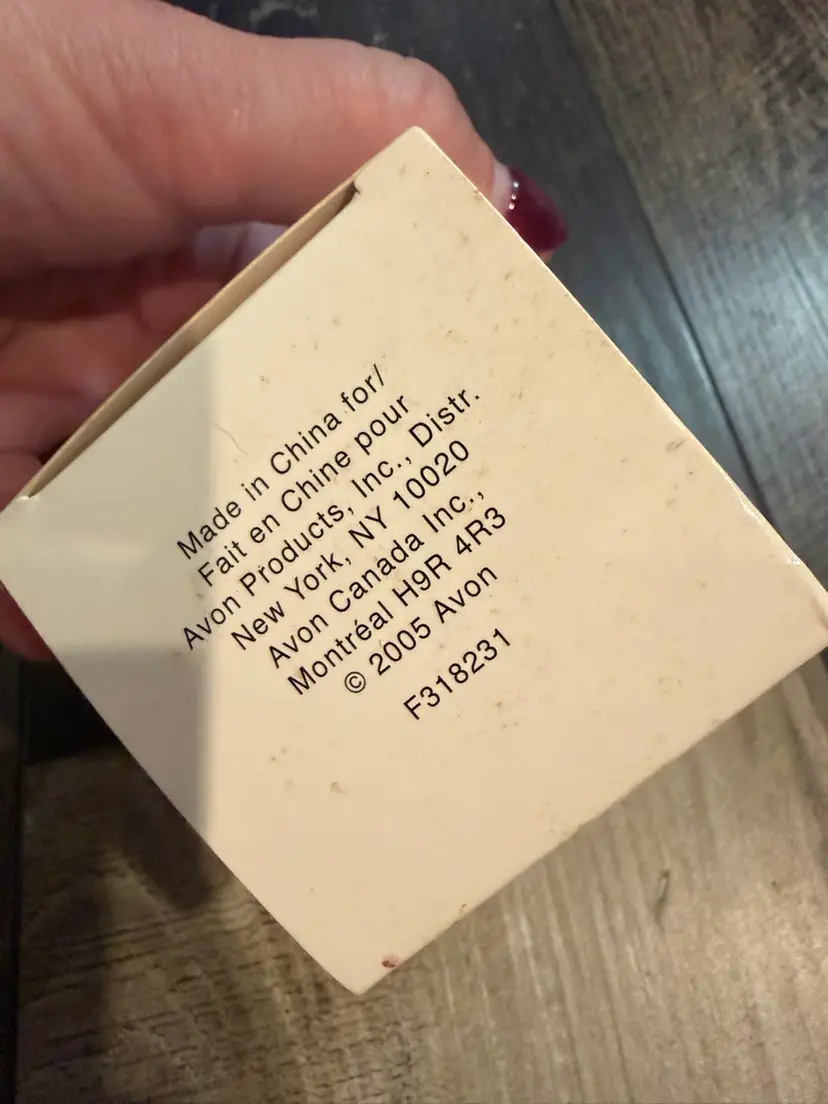 Made in China for/
Fait en Chine pour
Avon Products, Inc., Distr.
New York, NY 10020
Avon Canada Inc.,
Montréal H9R 4R3
© 2005 Avon
F318231